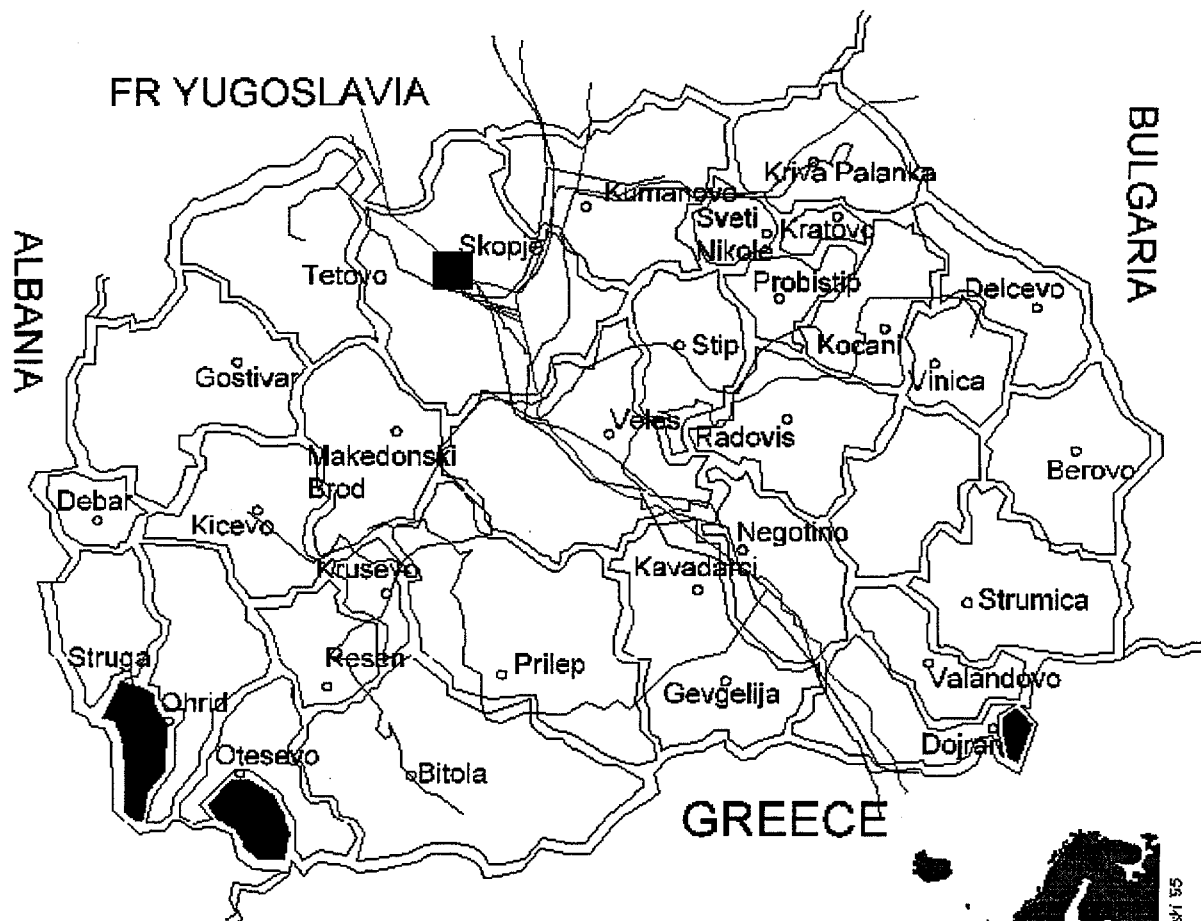 FR YUGOSLAVIA
BULGARIA
ALBANIA
GREECE
Kriva Palanka
Kumanovo
Sveti
Nikole
Kratovo
Skopje
Tetovo
Probistip
Delcevo
Stip
Kocani
Vinica
Gostivar
Veles
Radovis
Makedonski
Brod
Berovo
Debar
Kicevo
Negotino
Krusevo
Kavadarci
Strumica
Struga
Resen
Prilep
Gevgelija
Valandovo
Ohrid
Otesevo
Bitola
Dojran